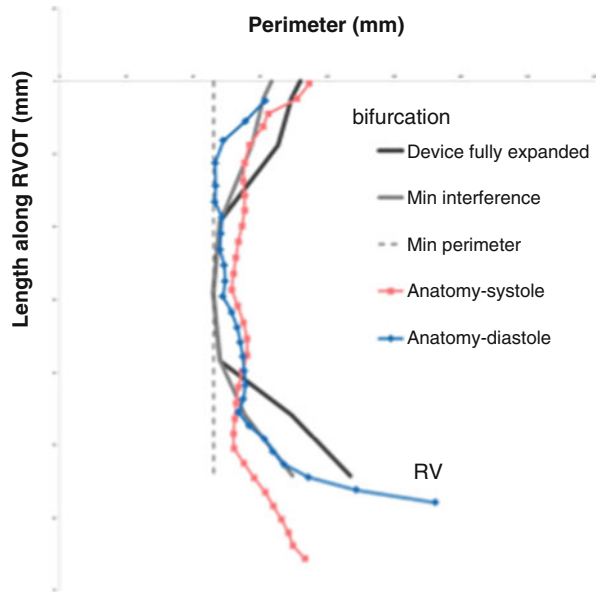 Perimeter (mm)
Length along RVOT (mm)
bifurcation
Device fully expanded
Min interference
Min perimeter
Anatomy-systole
Anatomy-diastole
RV